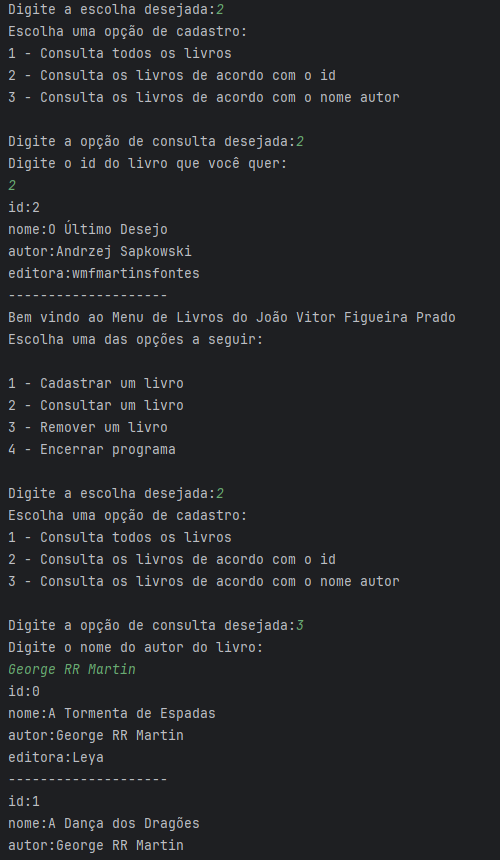 Digite a escolha desejada:2
Escolha uma opção de cadastro:
1 - Consulta todos os livros
2 - Consulta os livros de acordo com o id
3 - Consulta os livros de acordo com o nome autor
Digite a opção de consulta desejada:2
Digite o id do livro que você quer:
2
id:2
nome:O Último Desejo
autor:Andrzej Sapkowski
editora:wmfmartinsfontes
--------------------
Bem vindo ao Menu de Livros do João Vitor Figueira Prado
Escolha uma das opções a seguir:
1 - Cadastrar um livro
2 - Consultar um livro
3 - Remover um livro
4 - Encerrar programa
Digite a escolha desejada:2
Escolha uma opção de cadastro:
1 - Consulta todos os livros
2 - Consulta os livros de acordo com o id
3 - Consulta os livros de acordo com o nome autor
Digite a opção de consulta desejada:3
Digite o nome do autor do livro:
George RR Martin
id:0
nome:A Tormenta de Espadas
autor:George RR Martin
editora:Leya
--------------------
id:1
nome:A Dança dos Dragões
autor:George RR Martin